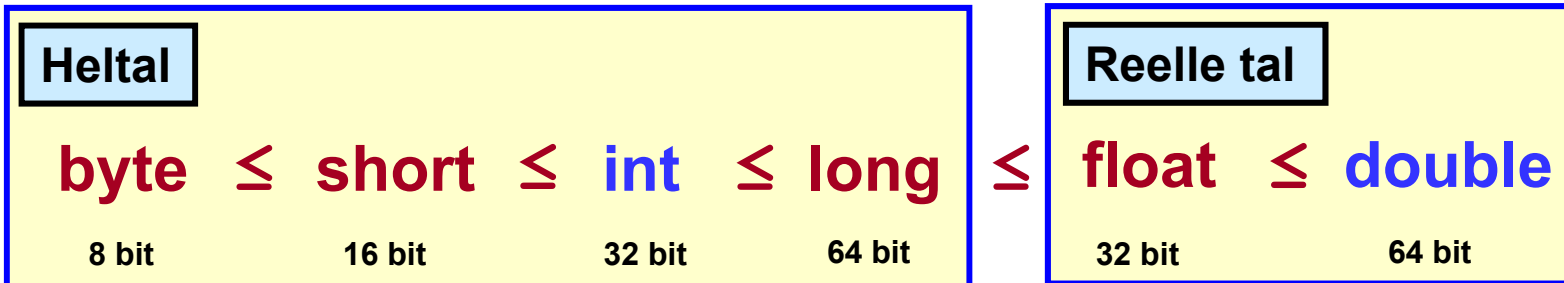 Heltal
Reelle tal
byte ≤ short ≤ int ≤ long ≤ float ≤ double
8 bit 16 bit 32 bit 64 bit 32 bit 64 bit